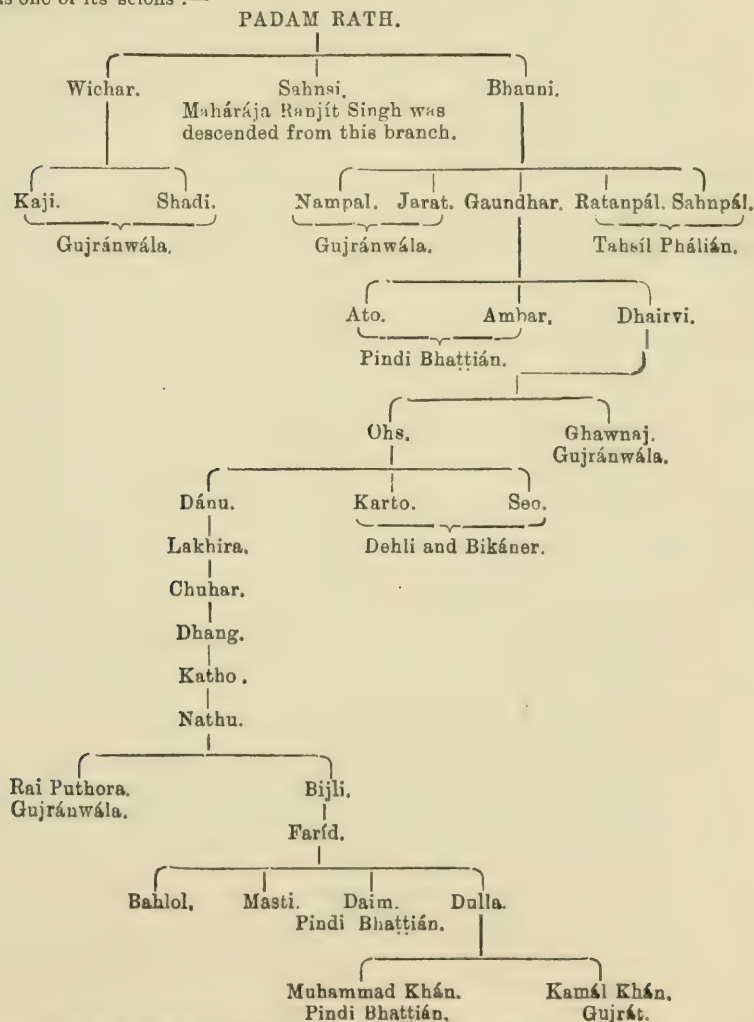 as one of its scions :—
PADAM RATH.
Wichar. Sahnsi. Bhauni.
Mahárája Ranjít Singh was
descended from this branch.
Kaji. Shadi. Nampal. Jarat. Gaundhar. Ratanpál. Sahnpál.
Gujránwála. Gujránwála. Tahsíl Phálián.
Ato. Ambar. Dhairvi.
Pindi Bhaṭṭián.
Ohs. Ghawnaj.
Gujránwála.
Dánu. Karto. Seo.
Lakhira. Dehli and Bikáner.
Chuhar.
Dhang.
Katho.
Nathu.
Rai Puthora. Bijli.
Gujránwála.
Faríd.
Bahlol. Masti. Daim. Dulla.
Pindi Bhaṭṭián.
Muhammad Khán. Kamál Khán.
Pindi Bhaṭṭián. Gujrát.